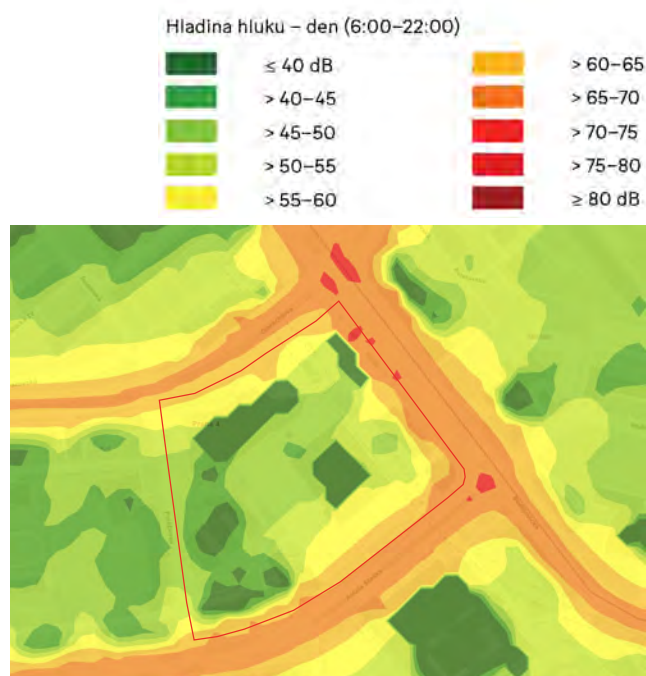 Hladina hluku – den (6:00–22:00)
≤ 40 dB
> 40–45
> 45–50
> 50–55
> 55–60
> 60–65
> 65–70
> 70–75
> 75–80
≥ 80 dB